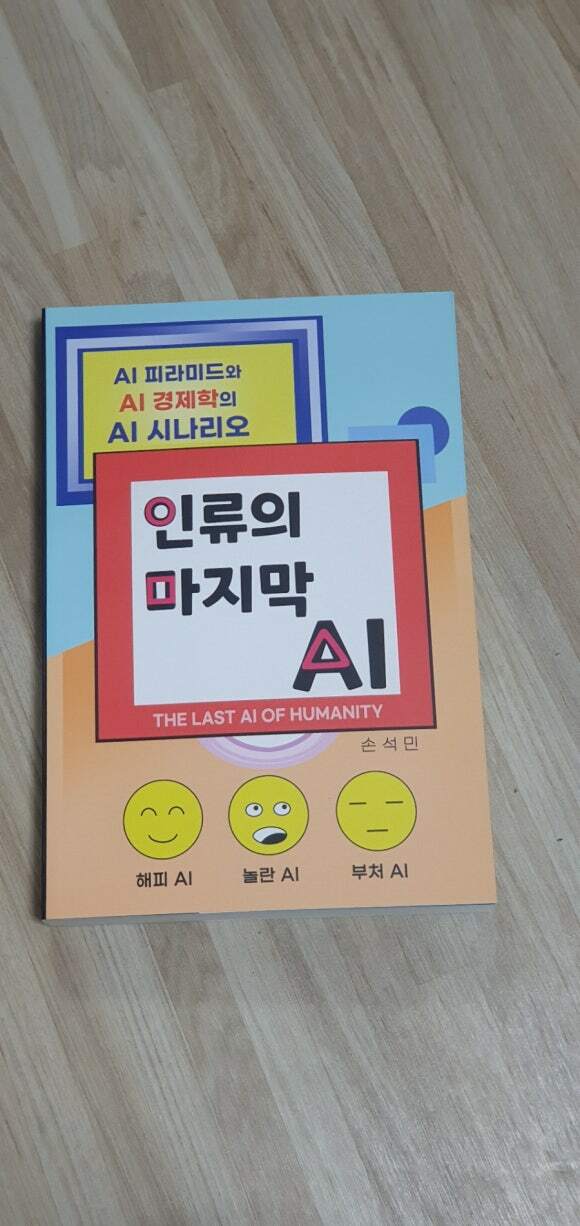 AI 피라미드와
AI 경제학의
AI 시나리오
인류의
마지막
AI
THE LAST AI OF HUMANITY
손석민
해피 AI
놀란 AI
부처 AI